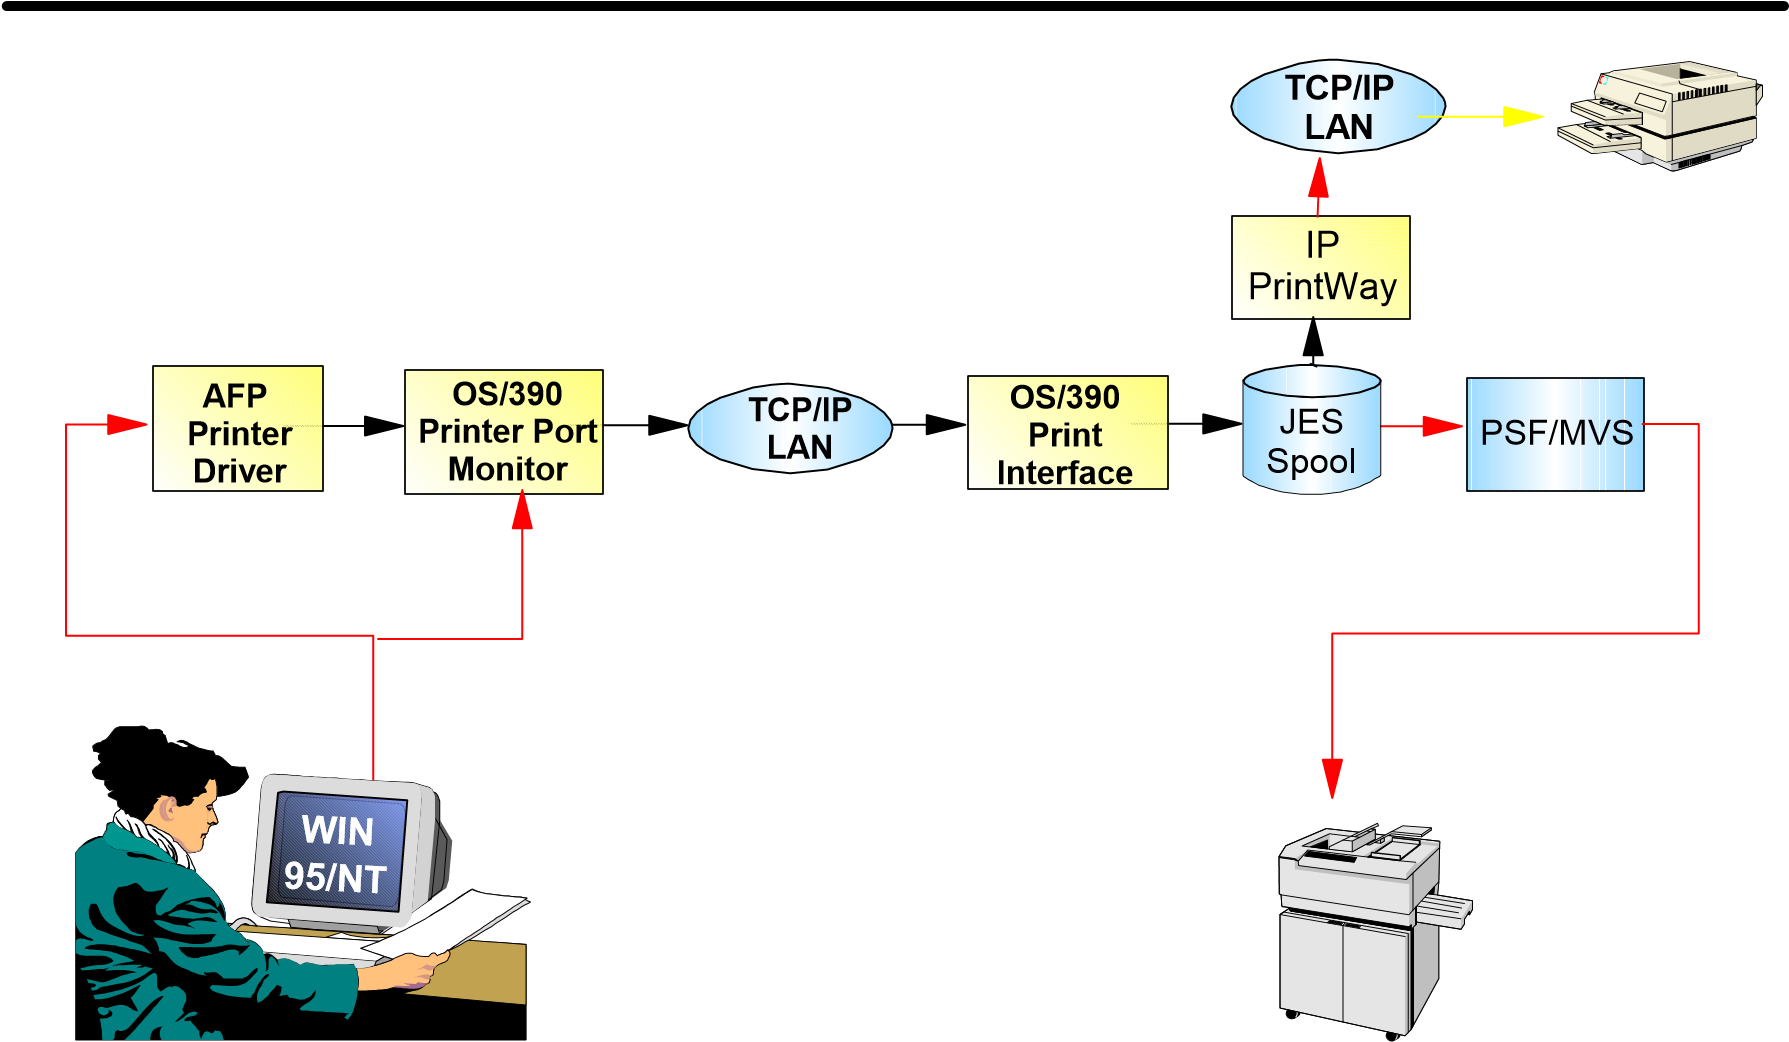 TCP/IP
LAN
IP
PrintWay
AFP
Printer
Driver
OS/390
Printer Port
Monitor
TCP/IP
LAN
OS/390
Print
Interface
JES
Spool
PSF/MVS
WIN
95/NT